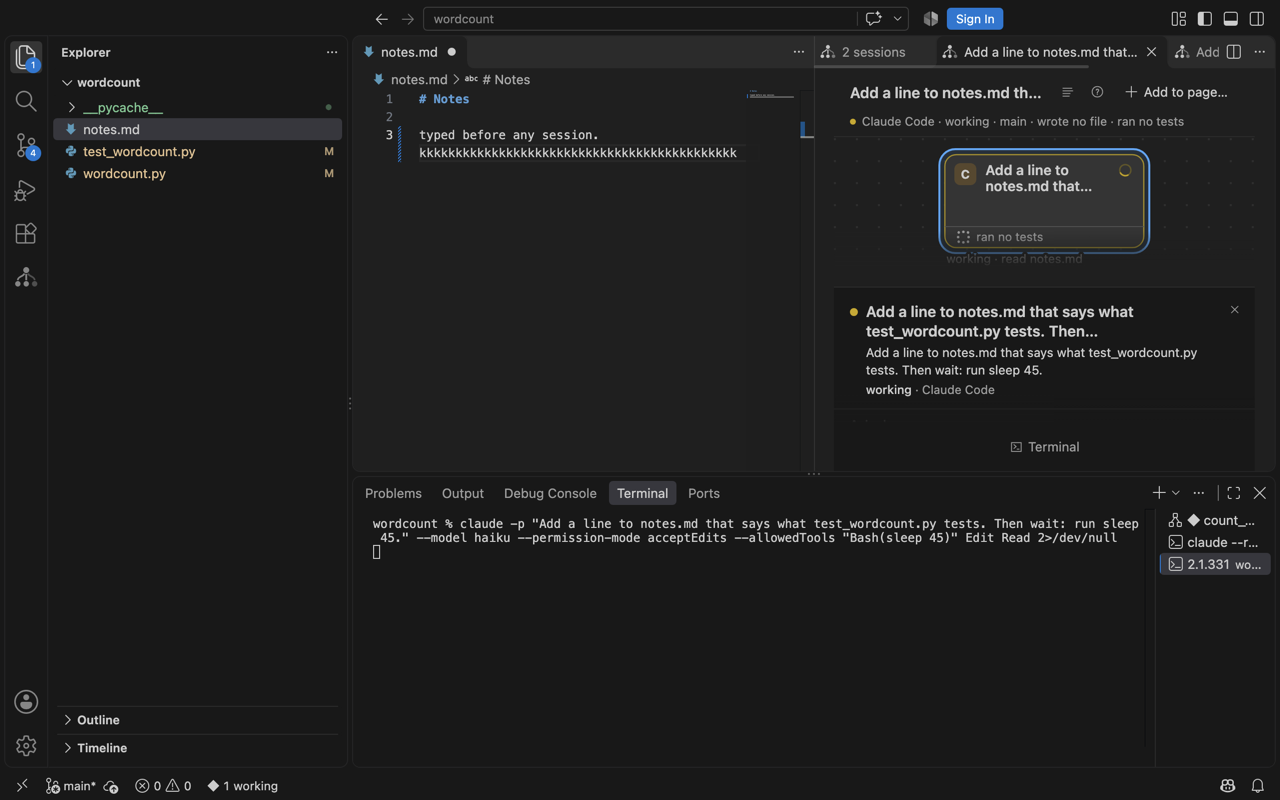 wordcount
Sign In
Explorer
wordcount
__pycache__
notes.md
test_wordcount.py M
wordcount.py M
Outline
Timeline
1
4
notes.md
notes.md > # Notes
1 # Notes
2
3 typed before any session.
kkkkkkkkkkkkkkkkkkkkkkkkkkkkkkkkkkkkkkkkkkkk
2 sessions
Add a line to notes.md that...
Add
Add a line to notes.md th...
Add to page...
Claude Code · working · main · wrote no file · ran no tests
C
Add a line to
notes.md that...
ran no tests
working · read notes.md
Add a line to notes.md that says what
test_wordcount.py tests. Then...
Add a line to notes.md that says what test_wordcount.py
tests. Then wait: run sleep 45.
working · Claude Code
Terminal
Problems Output Debug Console Terminal Ports
wordcount % claude -p "Add a line to notes.md that says what test_wordcount.py tests. Then wait: run sleep
45." --model haiku --permission-mode acceptEdits --allowedTools "Bash(sleep 45)" Edit Read 2>/dev/null
count_...
claude --r...
2.1.331 wo...
main* 0 0 1 working